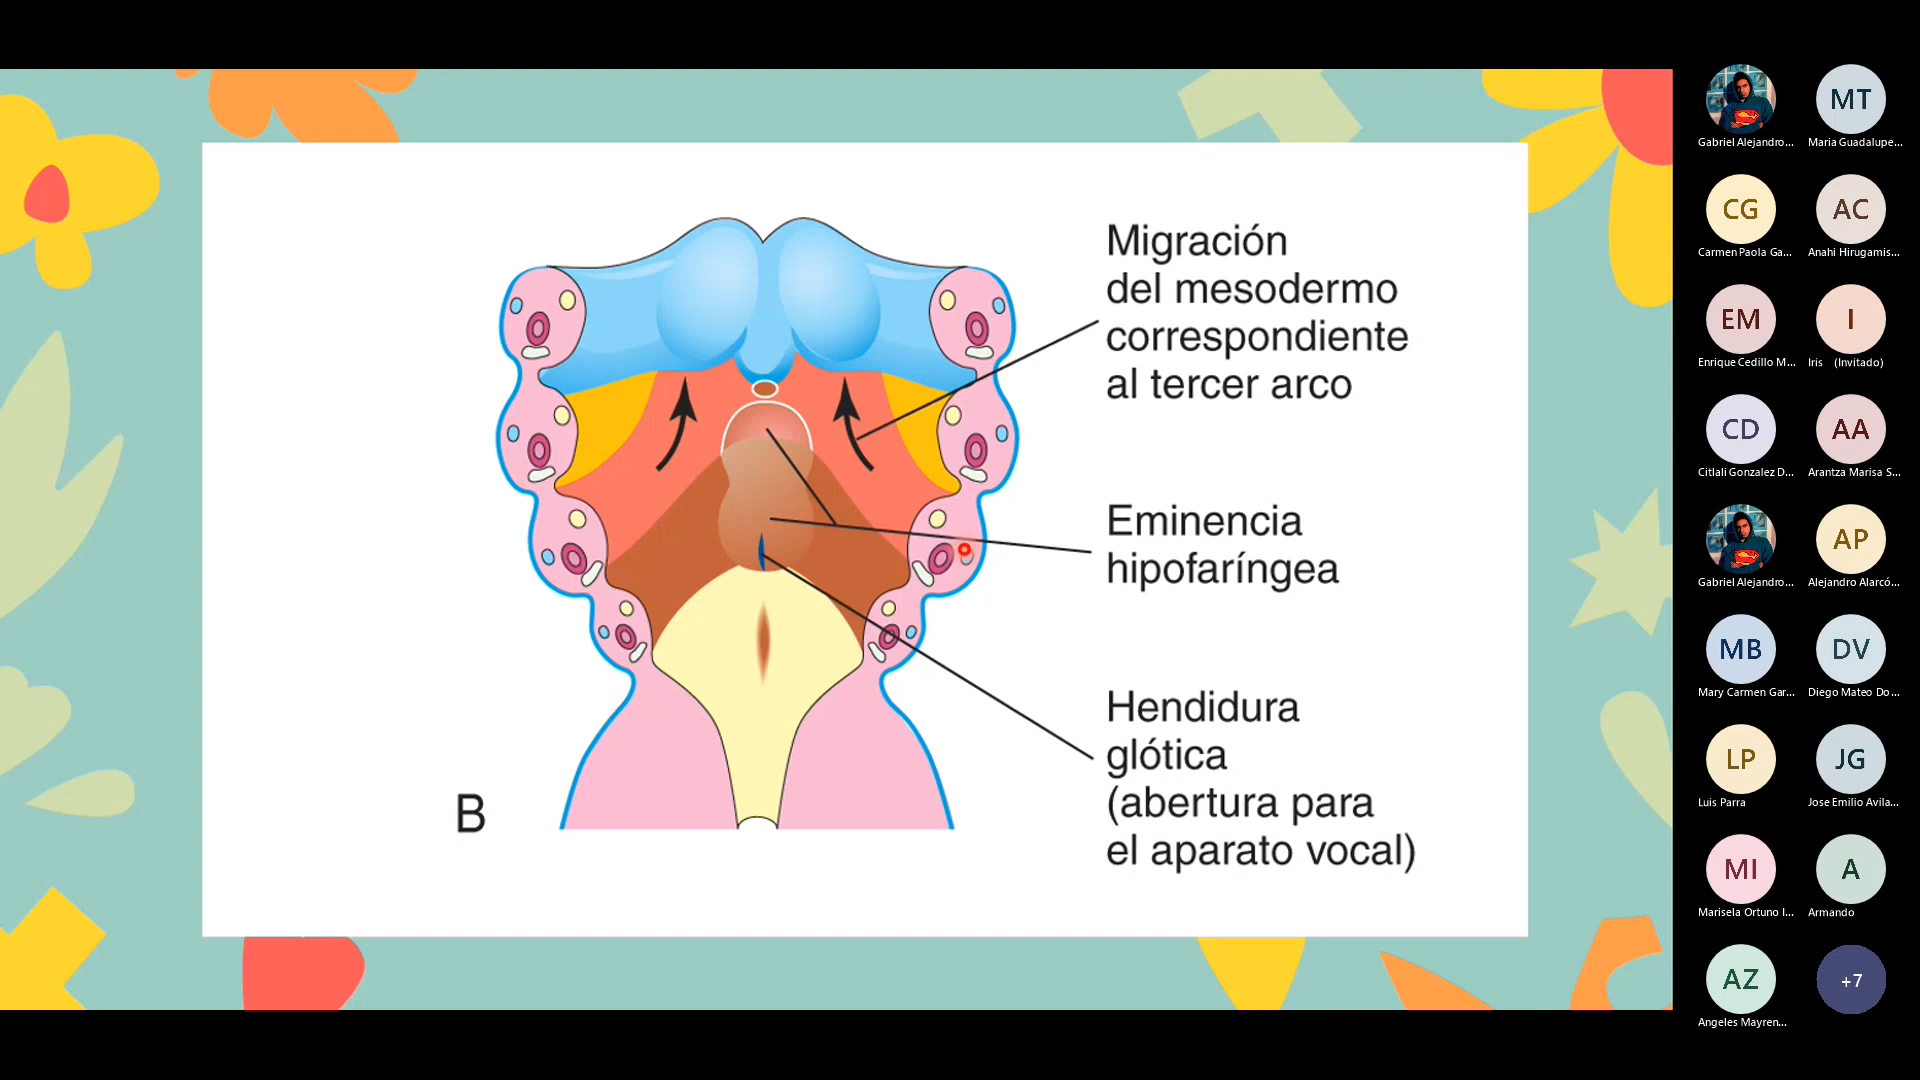 Migración
del mesodermo
correspondiente
al tercer arco
Eminencia
hipofaríngea
Hendidura
glótica
(abertura para
el aparato vocal)
B
Gabriel Alejandro...
MT
Maria Guadalupe...
CG
Carmen Paola Ga...
AC
Anahi Hirugamis...
EM
Enrique Cedillo M...
I
Iris (Invitado)
CD
Citlali Gonzalez D...
AA
Arantza Marisa S...
Gabriel Alejandro...
AP
Alejandro Alarcó...
MB
Mary Carmen Gar...
DV
Diego Mateo Do...
LP
Luis Parra
JG
Jose Emilio Avila...
MI
Marisela Ortuno I...
A
Armando
AZ
Angeles Mayren...
+7